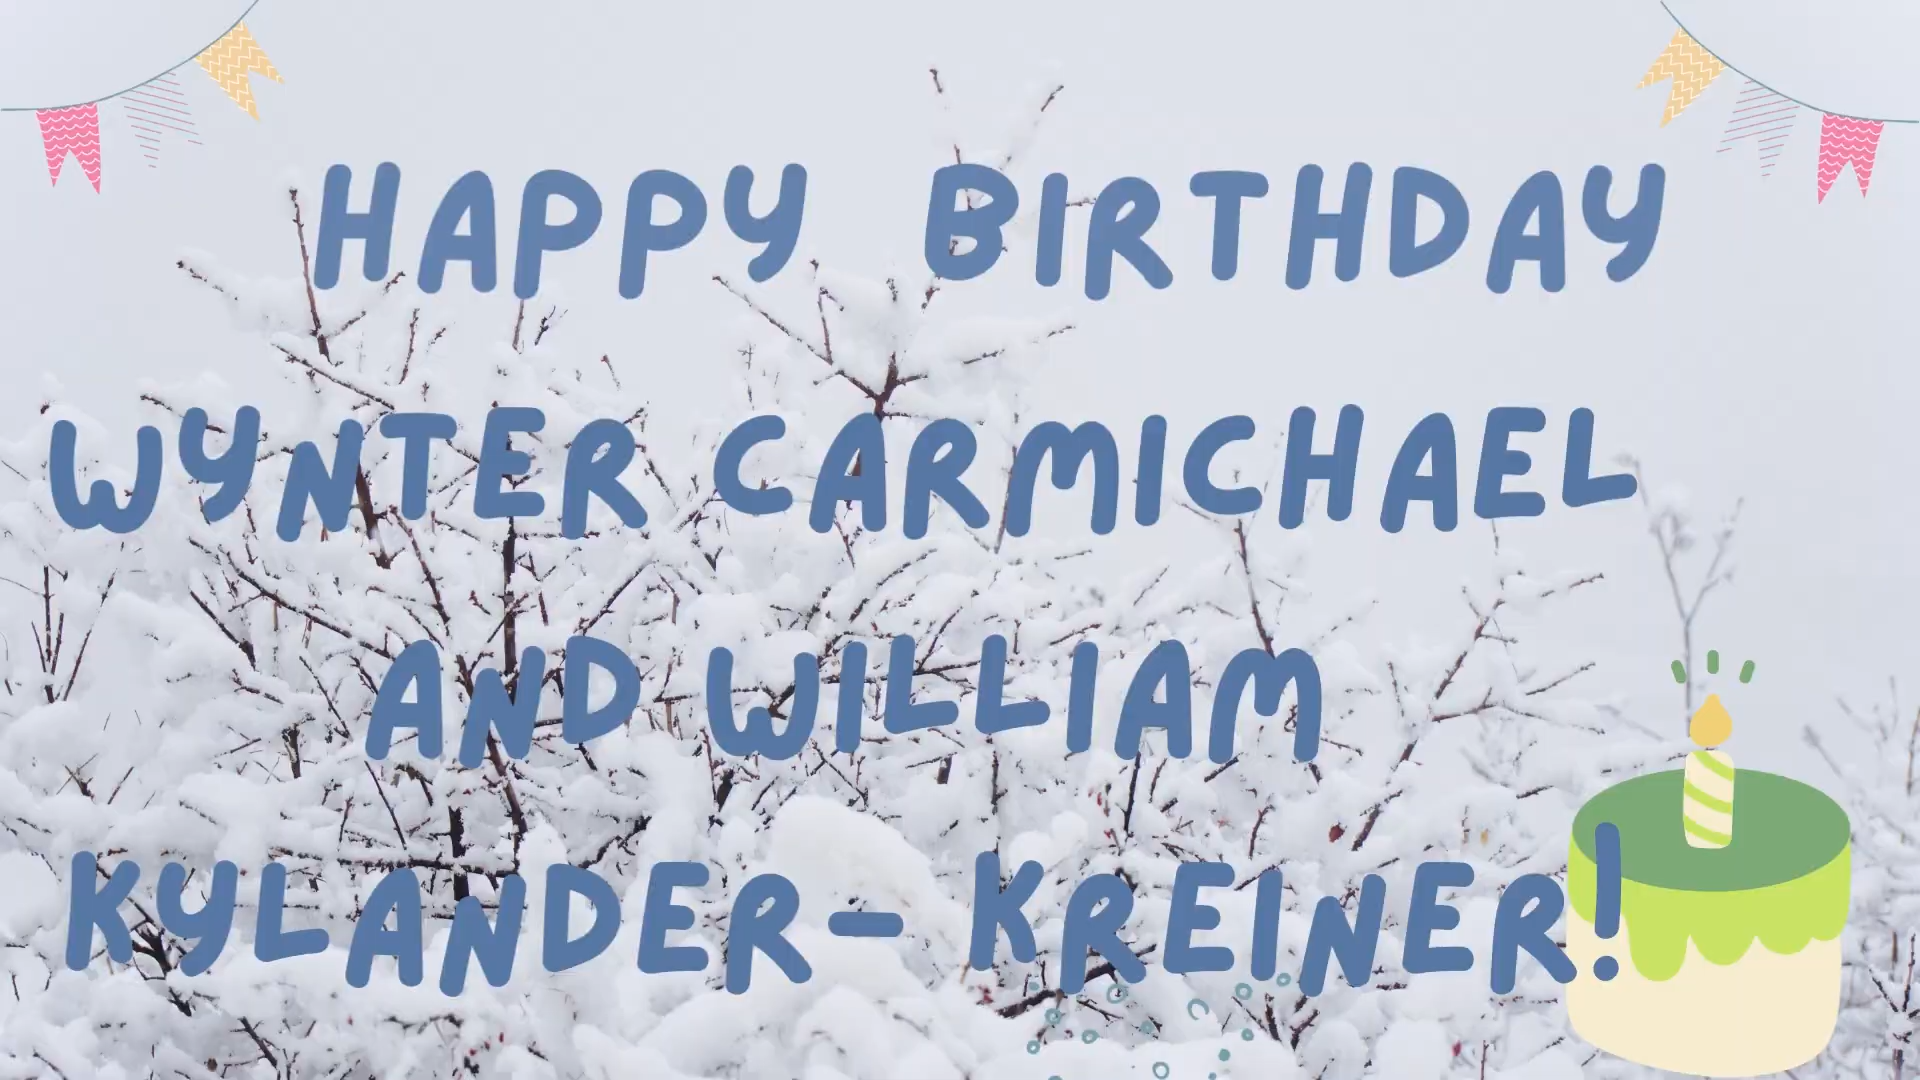 HAPPY BIRTHDAY
WYNTER CARMICHAEL
AND WILLIAM
KYLANDER- KREINER!